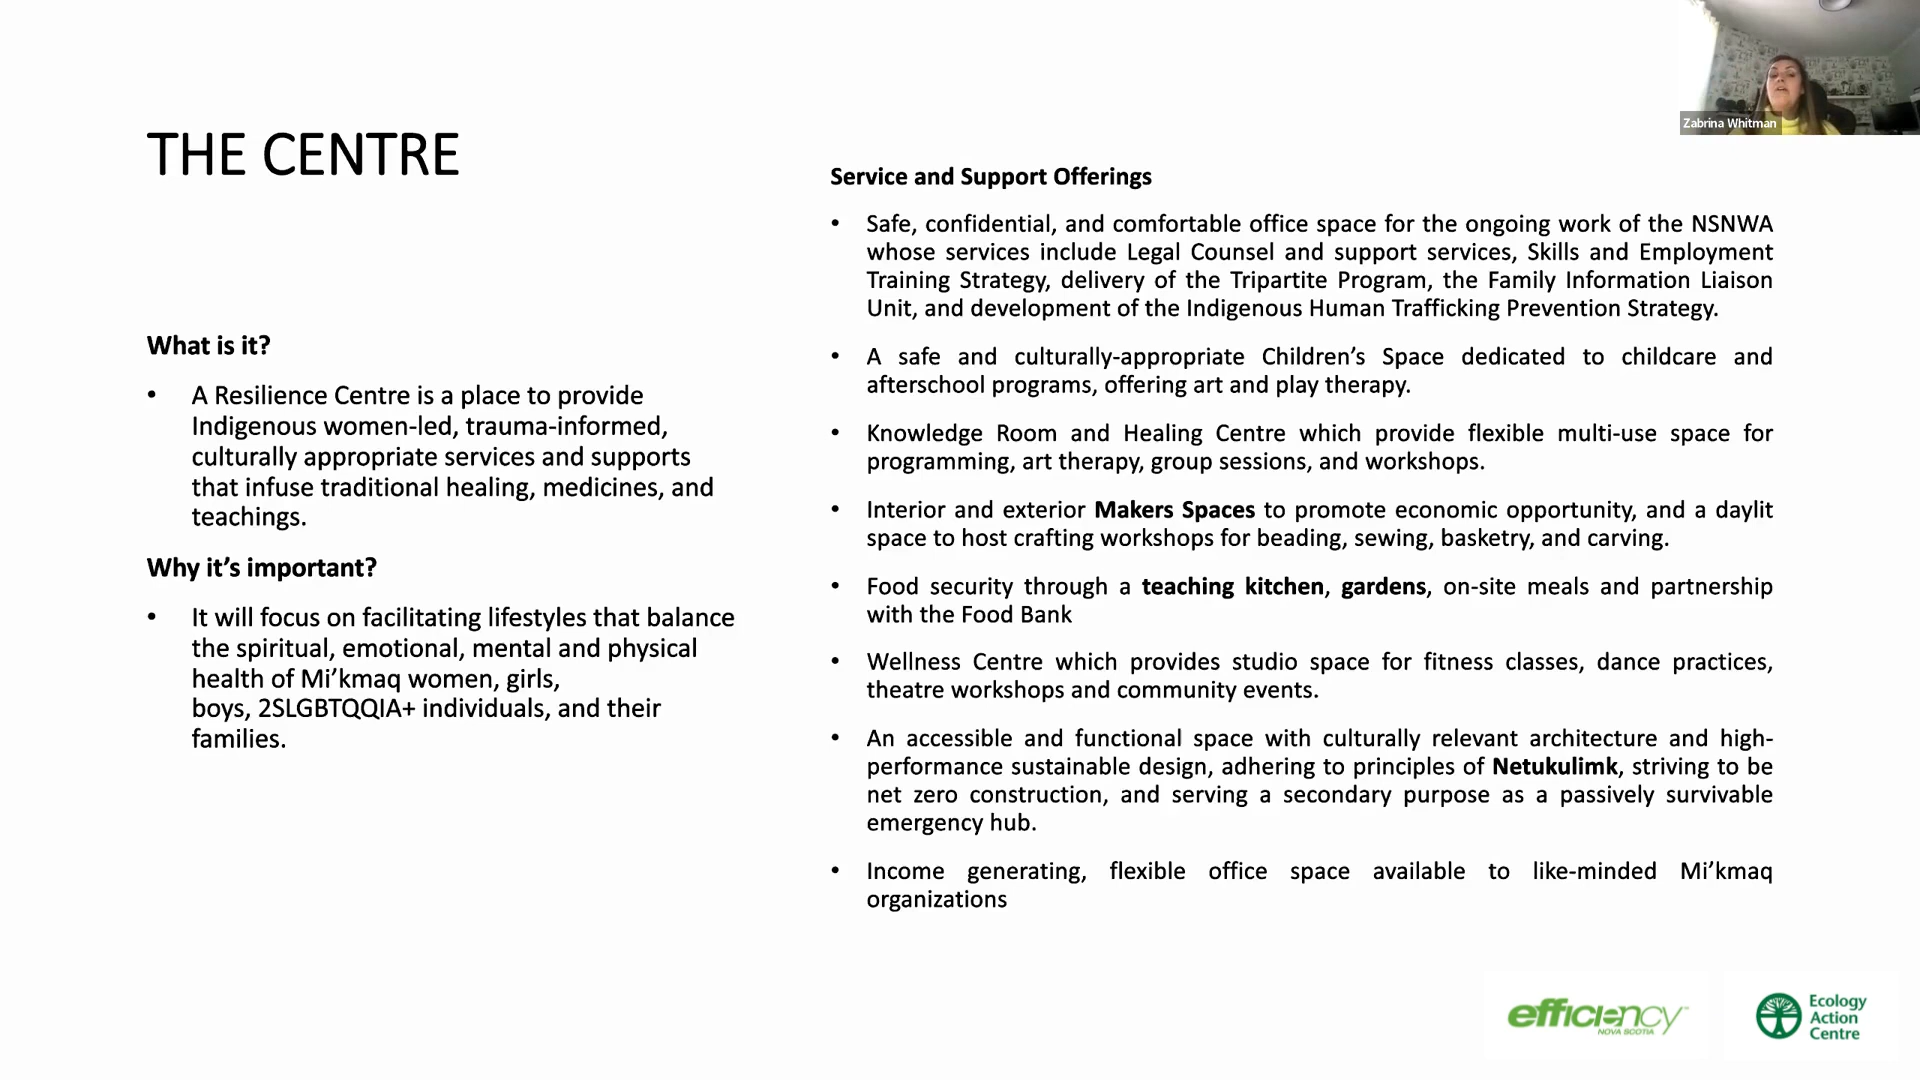 THE CENTRE
What is it?
• A Resilience Centre is a place to provide
Indigenous women-led, trauma-informed,
culturally appropriate services and supports
that infuse traditional healing, medicines, and
teachings.
Why it’s important?
• It will focus on facilitating lifestyles that balance
the spiritual, emotional, mental and physical
health of Mi’kmaq women, girls,
boys, 2SLGBTQQIA+ individuals, and their
families.
Service and Support Offerings
• Safe, confidential, and comfortable office space for the ongoing work of the NSNWA
whose services include Legal Counsel and support services, Skills and Employment
Training Strategy, delivery of the Tripartite Program, the Family Information Liaison
Unit, and development of the Indigenous Human Trafficking Prevention Strategy.
• A safe and culturally-appropriate Children’s Space dedicated to childcare and
afterschool programs, offering art and play therapy.
• Knowledge Room and Healing Centre which provide flexible multi-use space for
programming, art therapy, group sessions, and workshops.
• Interior and exterior Makers Spaces to promote economic opportunity, and a daylit
space to host crafting workshops for beading, sewing, basketry, and carving.
• Food security through a teaching kitchen, gardens, on-site meals and partnership
with the Food Bank
• Wellness Centre which provides studio space for fitness classes, dance practices,
theatre workshops and community events.
• An accessible and functional space with culturally relevant architecture and high-
performance sustainable design, adhering to principles of Netukulimk, striving to be
net zero construction, and serving a secondary purpose as a passively survivable
emergency hub.
• Income generating, flexible office space available to like-minded Mi’kmaq
organizations
Zabrina Whitman
efficiency
NOVA SCOTIA
Ecology
Action
Centre